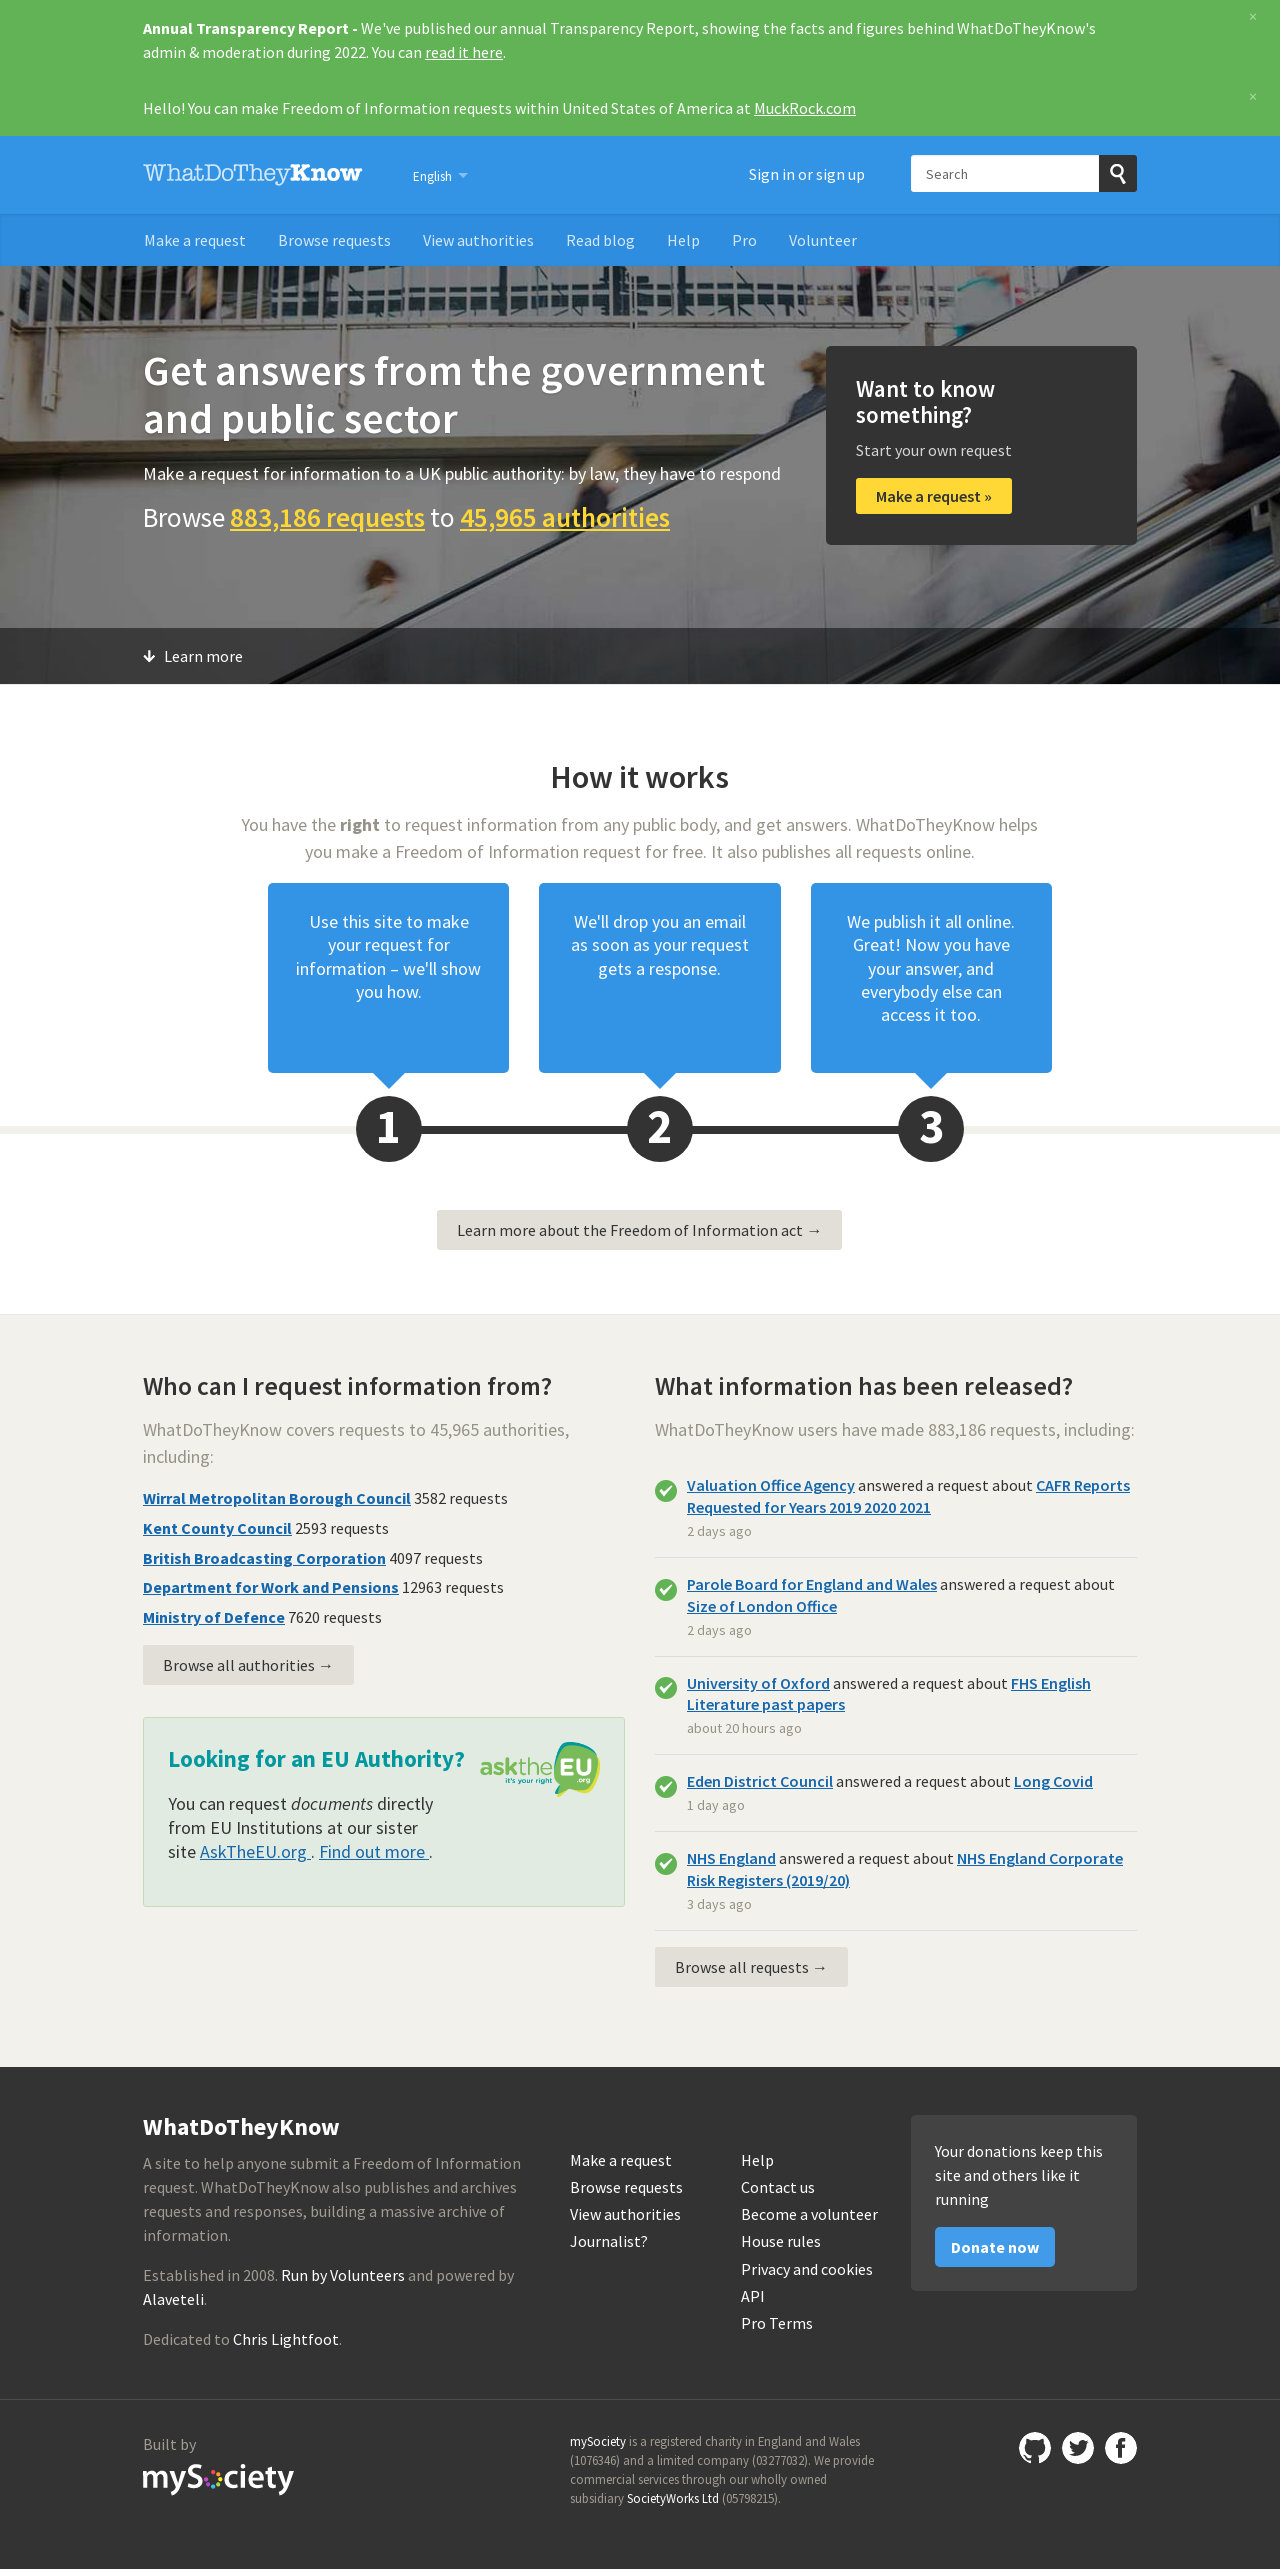 Annual Transparency Report - We've published our annual Transparency Report, showing the facts and figures behind WhatDoTheyKnow's
admin & moderation during 2022. You can read it here.
×
Hello! You can make Freedom of Information requests within United States of America at MuckRock.com
×
WhatDoTheyKnow
English
Sign in or sign up
Search
Make a request
Browse requests
View authorities
Read blog
Help
Pro
Volunteer
Get answers from the government
and public sector
Make a request for information to a UK public authority: by law, they have to respond
Browse 883,186 requests to 45,965 authorities
Want to know
something?
Start your own request
Make a request »
Learn more
How it works
You have the right to request information from any public body, and get answers. WhatDoTheyKnow helps
you make a Freedom of Information request for free. It also publishes all requests online.
Use this site to make
your request for
information – we'll show
you how.
We'll drop you an email
as soon as your request
gets a response.
We publish it all online.
Great! Now you have
your answer, and
everybody else can
access it too.
1
2
3
Learn more about the Freedom of Information act →
Who can I request information from?
WhatDoTheyKnow covers requests to 45,965 authorities,
including:
Wirral Metropolitan Borough Council 3582 requests
Kent County Council 2593 requests
British Broadcasting Corporation 4097 requests
Department for Work and Pensions 12963 requests
Ministry of Defence 7620 requests
Browse all authorities →
Looking for an EU Authority?
asktheEU.org
it's your right
You can request documents directly
from EU Institutions at our sister
site AskTheEU.org . Find out more .
What information has been released?
WhatDoTheyKnow users have made 883,186 requests, including:
Valuation Office Agency answered a request about CAFR Reports
Requested for Years 2019 2020 2021
2 days ago
Parole Board for England and Wales answered a request about
Size of London Office
2 days ago
University of Oxford answered a request about FHS English
Literature past papers
about 20 hours ago
Eden District Council answered a request about Long Covid
1 day ago
NHS England answered a request about NHS England Corporate
Risk Registers (2019/20)
3 days ago
Browse all requests →
WhatDoTheyKnow
A site to help anyone submit a Freedom of Information
request. WhatDoTheyKnow also publishes and archives
requests and responses, building a massive archive of
information.
Established in 2008. Run by Volunteers and powered by
Alaveteli.
Dedicated to Chris Lightfoot.
Make a request
Browse requests
View authorities
Journalist?
Help
Contact us
Become a volunteer
House rules
Privacy and cookies
API
Pro Terms
Your donations keep this
site and others like it
running
Donate now
Built by
mySociety
mySociety is a registered charity in England and Wales
(1076346) and a limited company (03277032). We provide
commercial services through our wholly owned
subsidiary SocietyWorks Ltd (05798215).